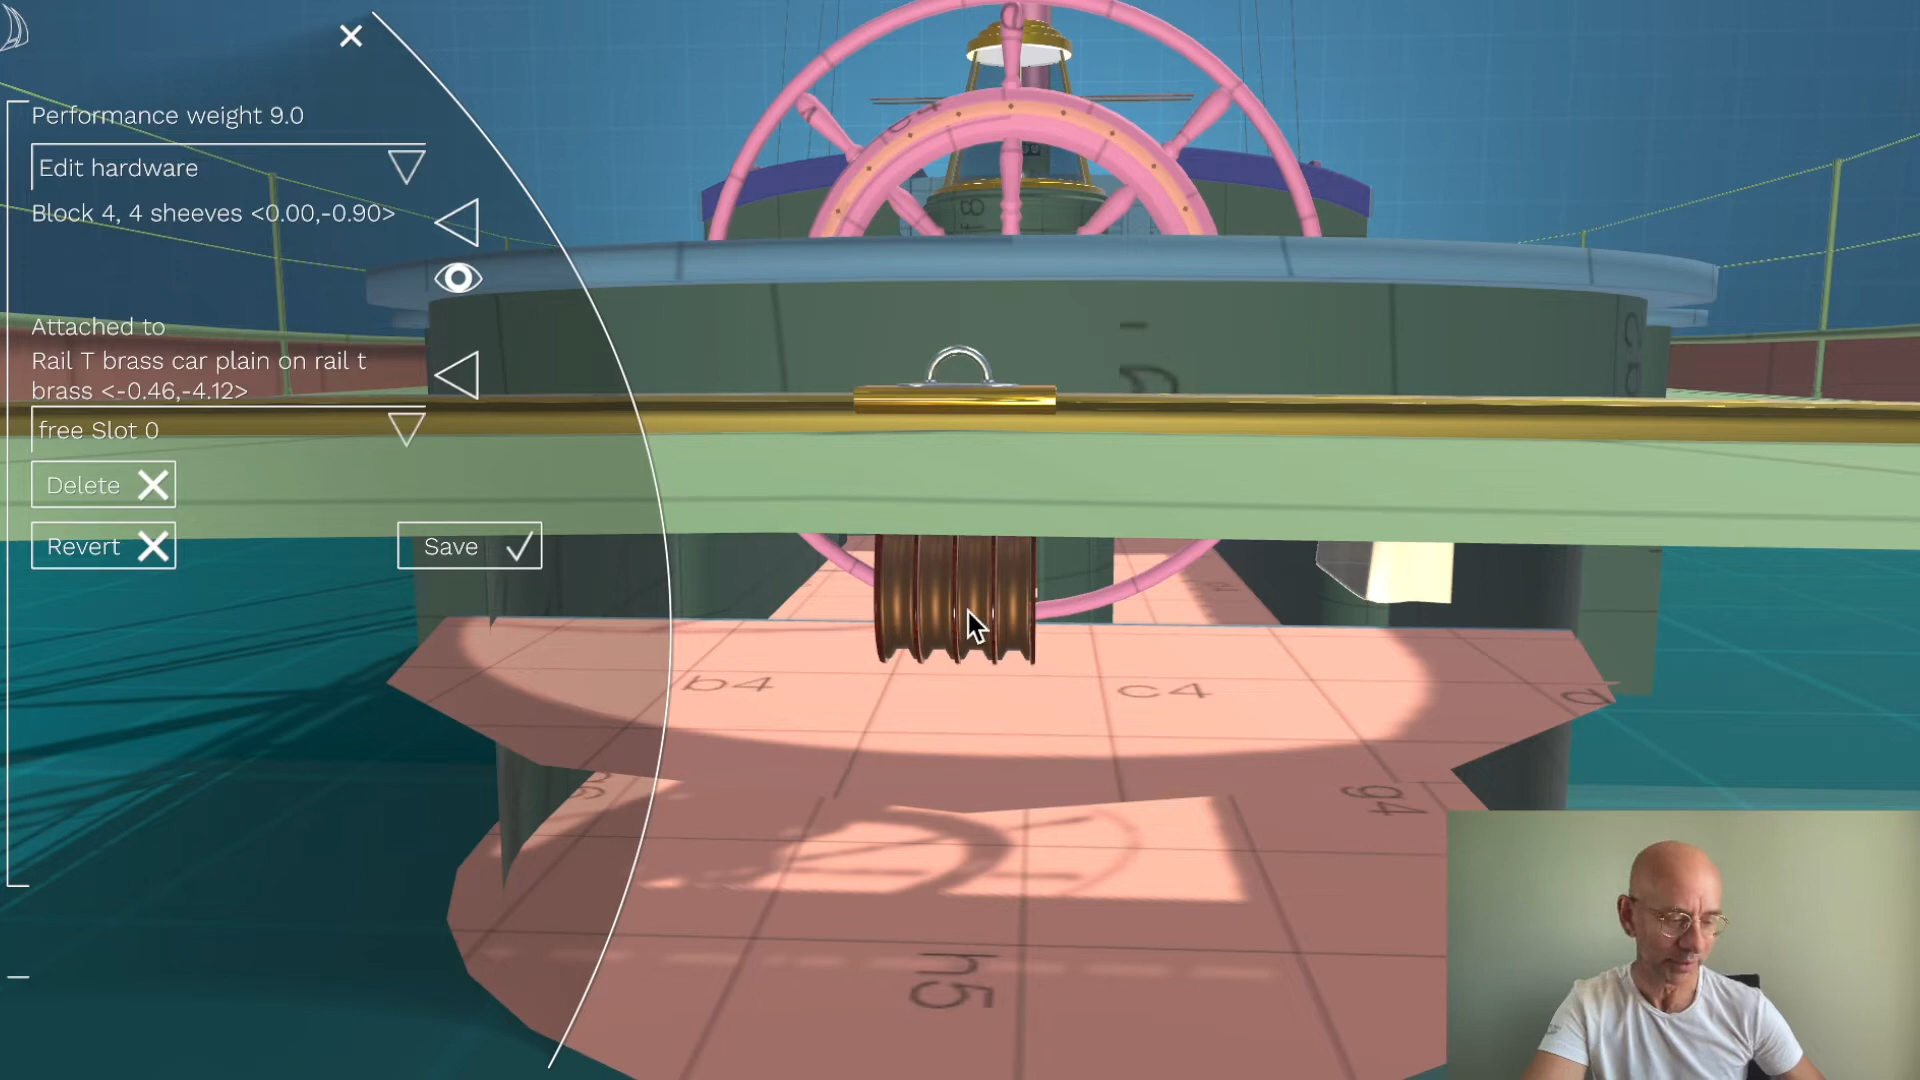 Performance weight 9.0
Edit hardware
Block 4, 4 sheeves <0.00,-0.90>
Attached to
Rail T brass car plain on rail t
brass <-0.46,-4.12>
free Slot 0
Delete
Revert
Save
b4
c4
g4
h5